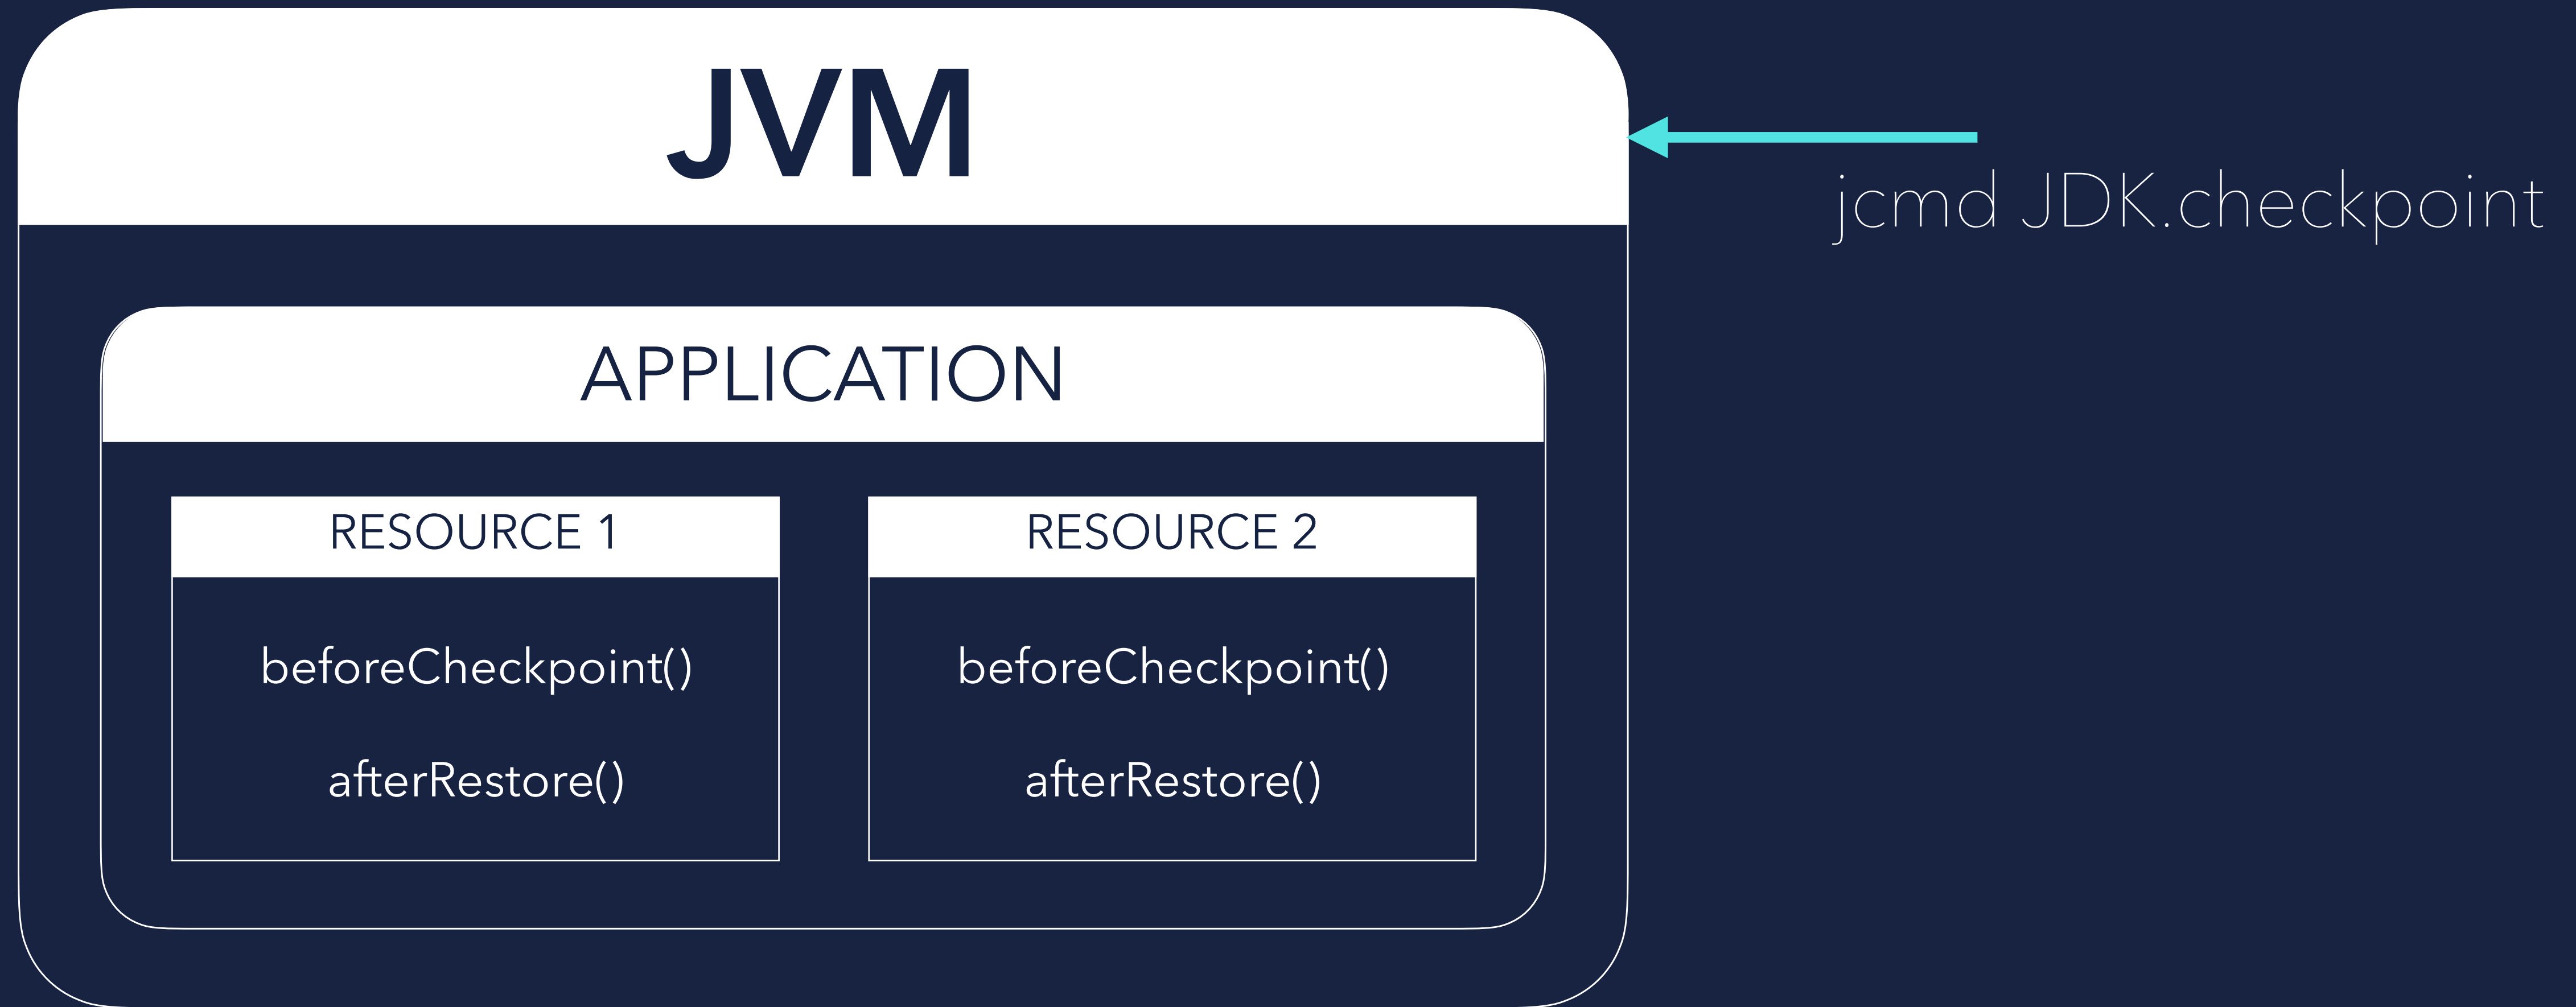 JVM
jcmd JDK.checkpoint
APPLICATION
RESOURCE 1
beforeCheckpoint()
afterRestore()
RESOURCE 2
beforeCheckpoint()
afterRestore()